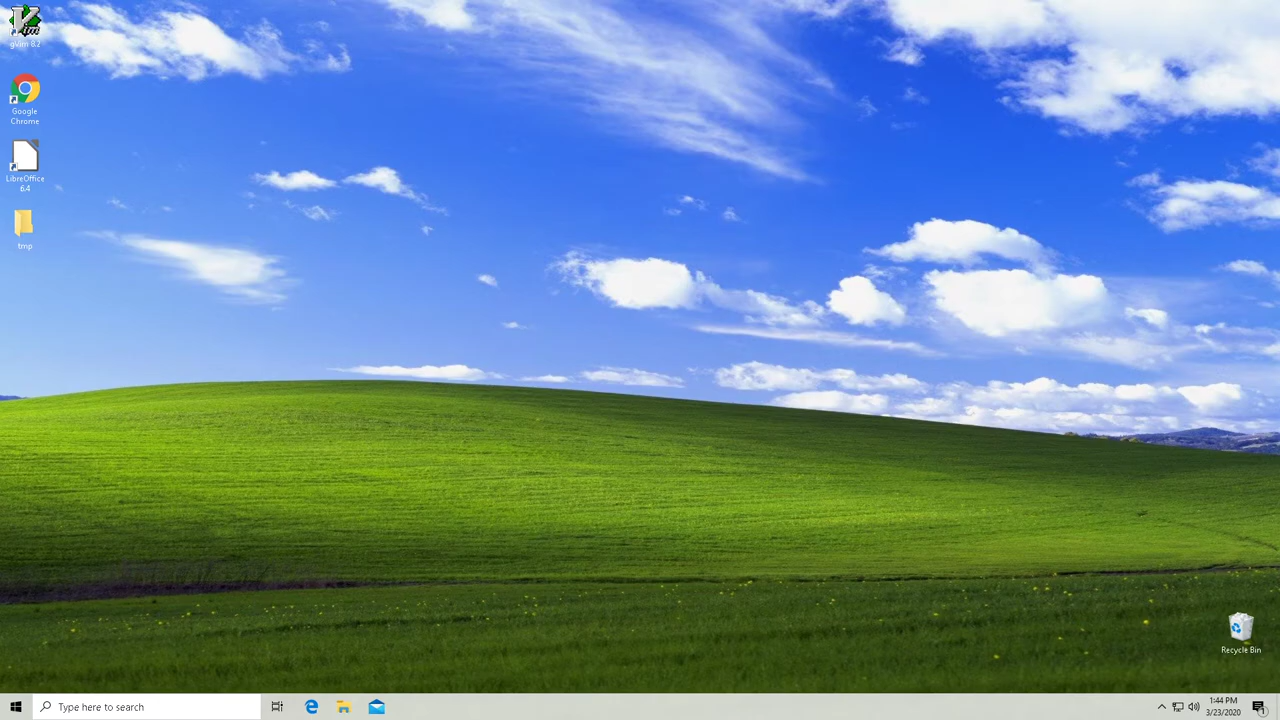 gVim 8.2
Google
Chrome
LibreOffice
6.4
tmp
Recycle Bin
Type here to search
1:44 PM
3/23/2020
1